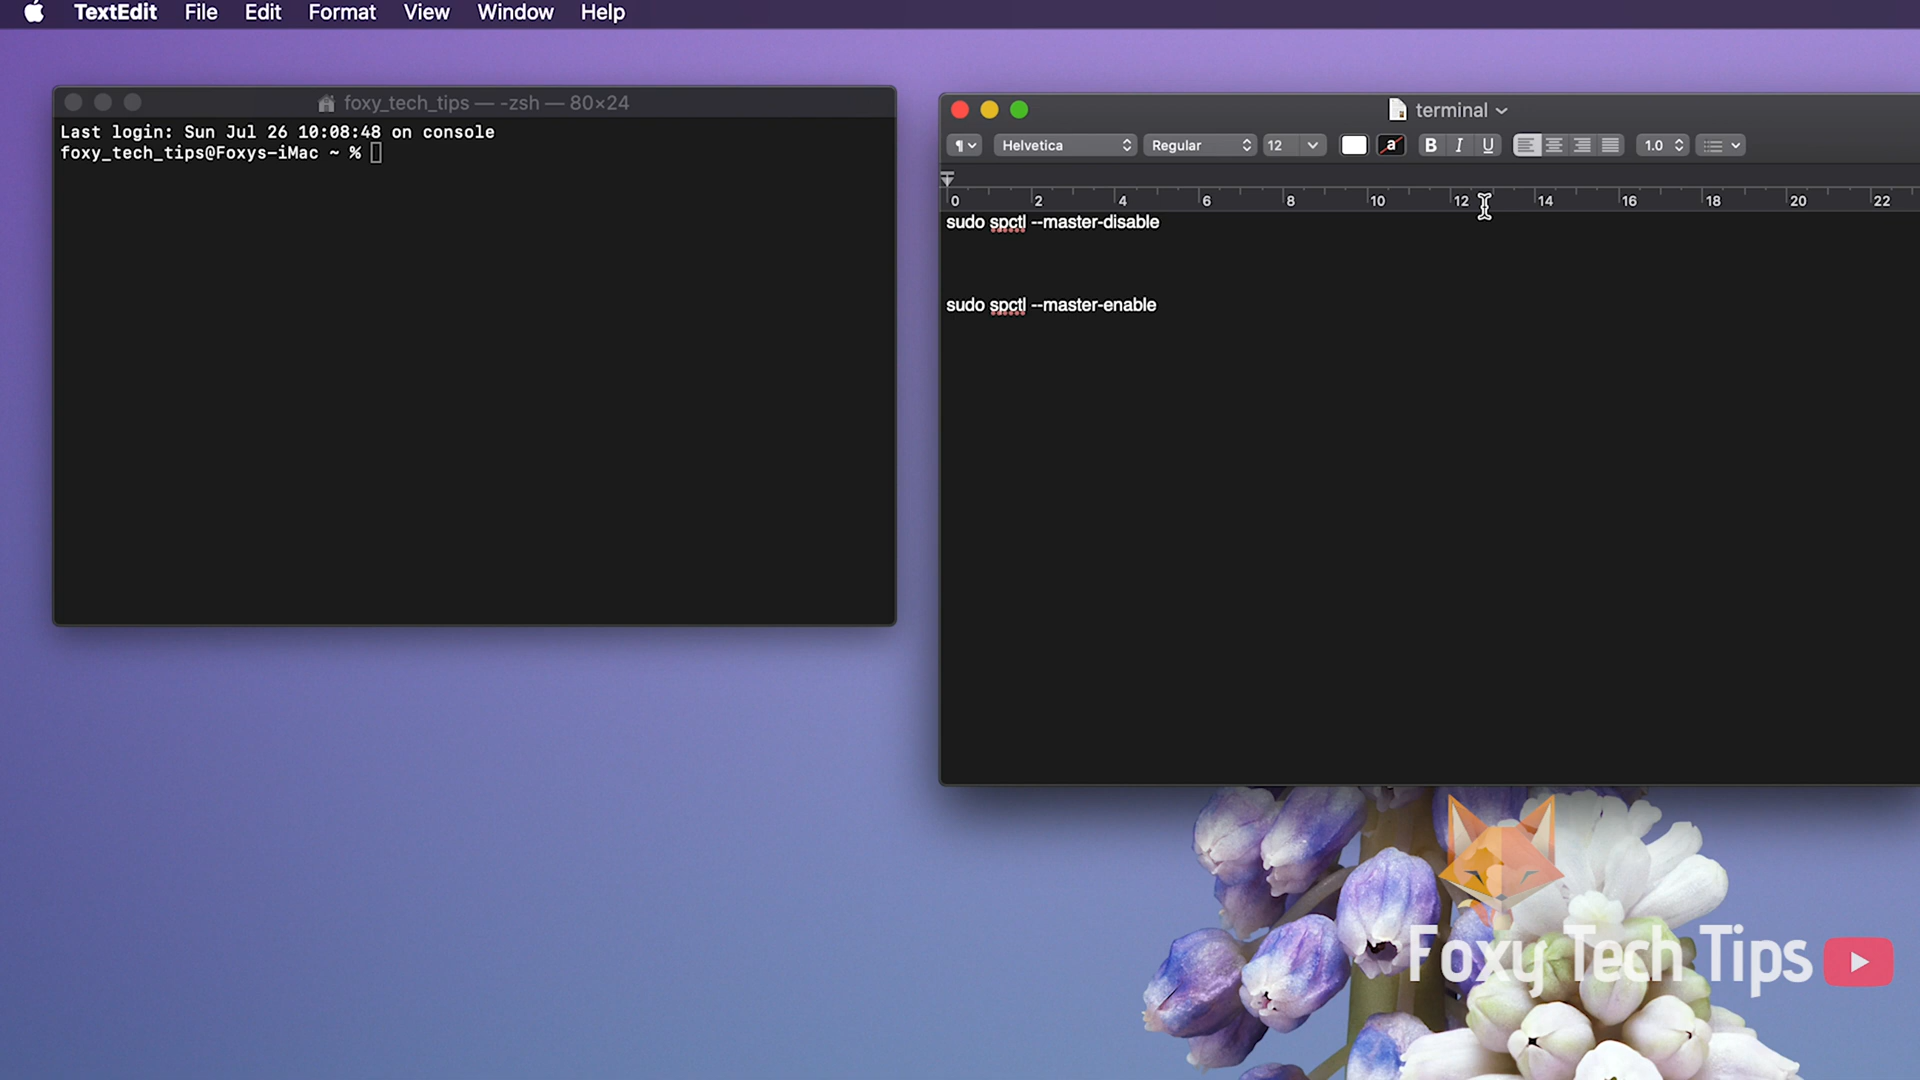 TextEdit File Edit Format View Window Help
foxy_tech_tips — -zsh — 80×24
Last login: Sun Jul 26 10:08:48 on console
foxy_tech_tips@Foxys-iMac ~ %
terminal
¶ Helvetica Regular 12 a B I U 1.0
0 2 4 6 8 10 12 14 16 18 20 22
sudo spctl --master-disable
sudo spctl --master-enable
Foxy Tech Tips